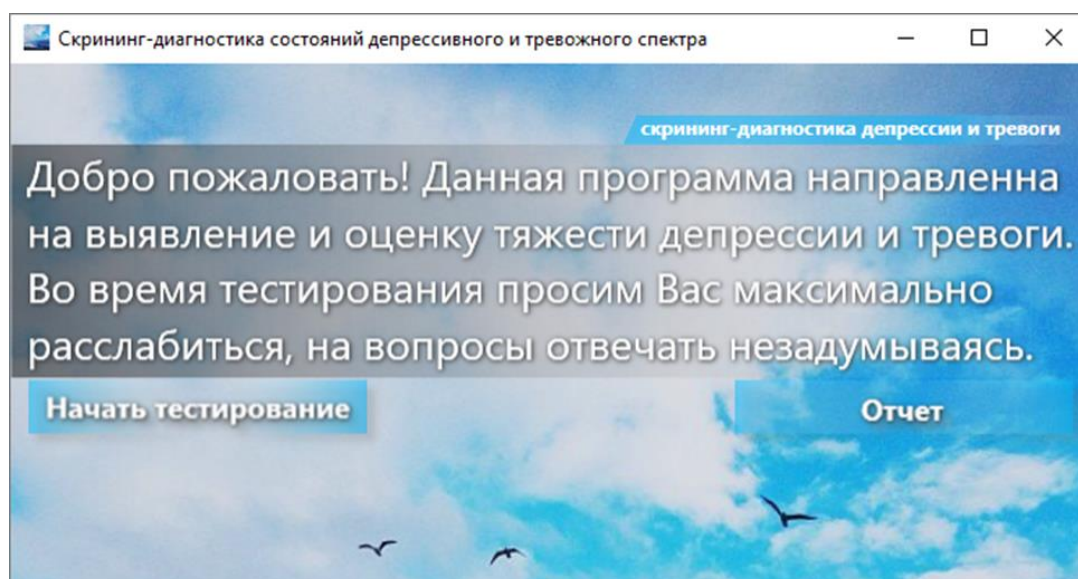 Скрининг-диагностика состояний депрессивного и тревожного спектра
скрининг-диагностика депрессии и тревоги
Добро пожаловать! Данная программа направленна
на выявление и оценку тяжести депрессии и тревоги.
Во время тестирования просим Вас максимально
расслабиться, на вопросы отвечать незадумываясь.
Начать тестирование
Отчет